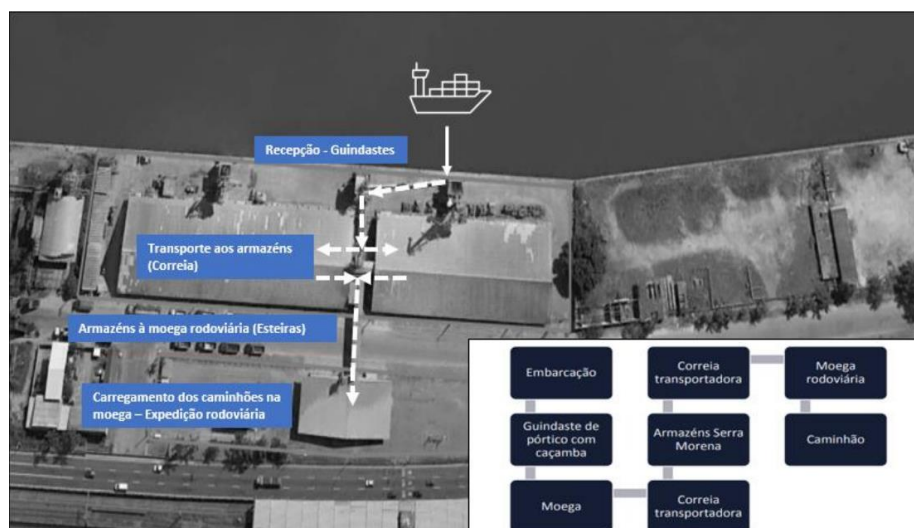 Recepção - Guindastes
Transporte aos armazéns
(Correia)
Armazéns à moega rodoviária (Esteiras)
Carregamento dos caminhões na
moega – Expedição rodoviária
Embarcação
Guindaste de
pórtico com
caçamba
Moega
Correia
transportadora
Armazéns Serra
Morena
Correia
transportadora
Moega
rodoviária
Caminhão